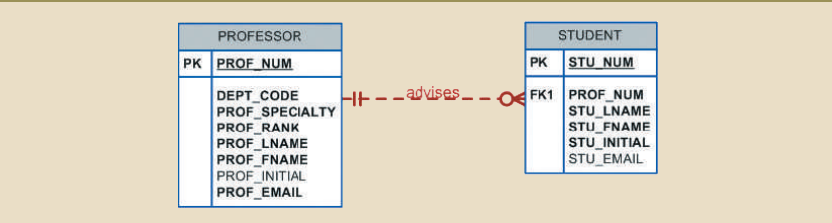 PROFESSOR
PK PROF_NUM
DEPT_CODE
PROF_SPECIALTY
PROF_RANK
PROF_LNAME
PROF_FNAME
PROF_INITIAL
PROF_EMAIL
advises
STUDENT
PK STU_NUM
FK1 PROF_NUM
STU_LNAME
STU_FNAME
STU_INITIAL
STU_EMAIL